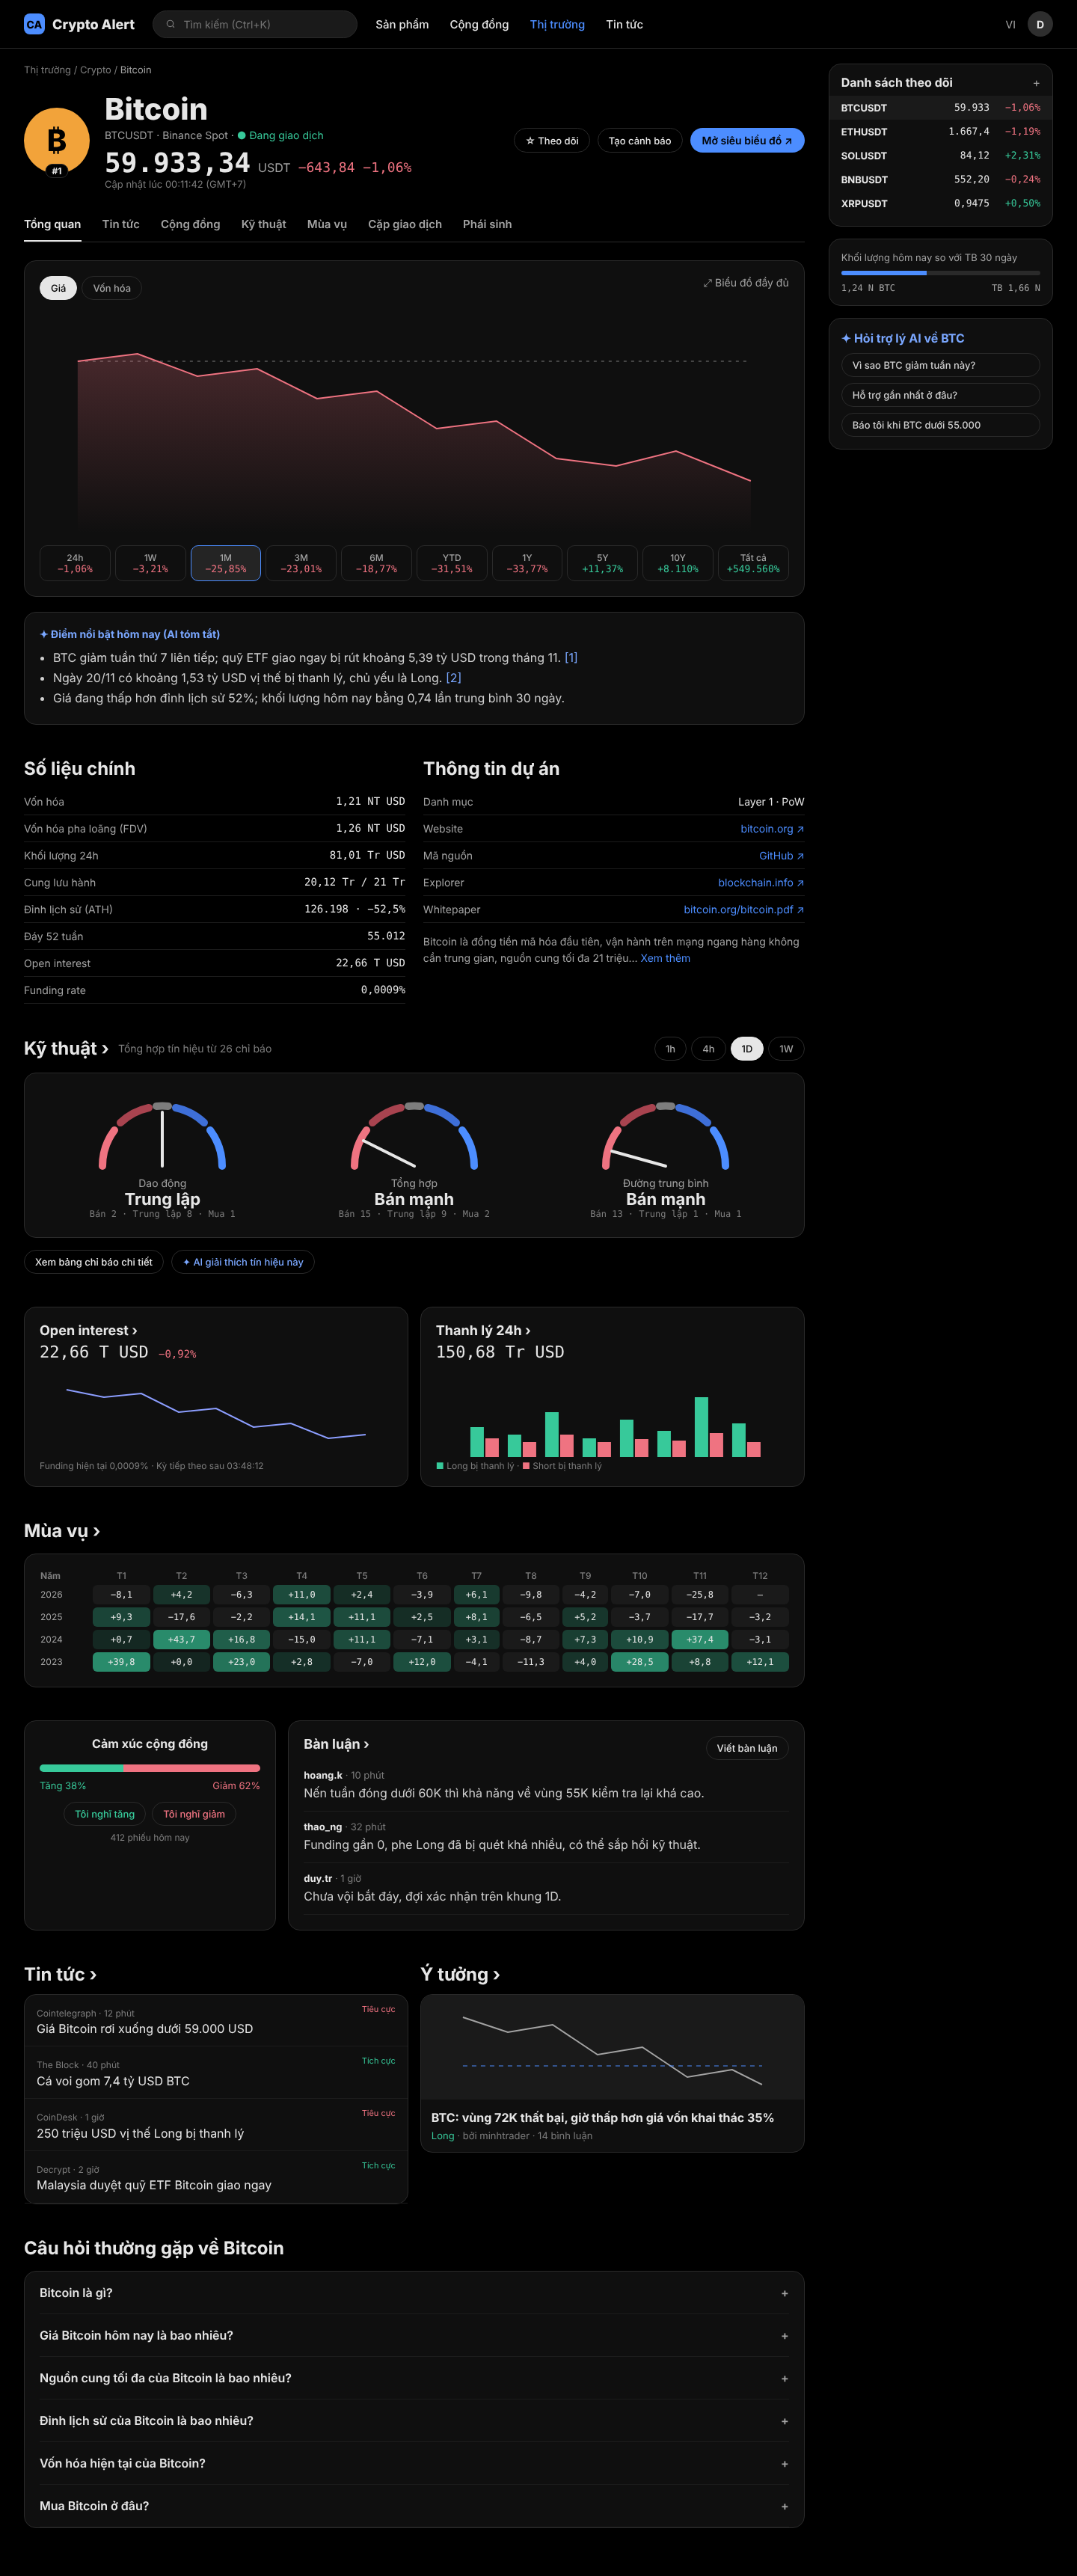 CA Crypto Alert Tìm kiếm (Ctrl+K) Sản phẩm Cộng đồng Thị trường Tin tức VI D
Thị trường / Crypto / Bitcoin
Bitcoin
BTCUSDT · Binance Spot · ● Đang giao dịch
59.933,34 USDT −643,84 −1,06%
#1
Cập nhật lúc 00:11:42 (GMT+7)
☆ Theo dõi Tạo cảnh báo Mở siêu biểu đồ ↗
Tổng quan Tin tức Cộng đồng Kỹ thuật Mùa vụ Cặp giao dịch Phái sinh
Giá Vốn hóa ⤢ Biểu đồ đầy đủ
24h 1W 1M 3M 6M YTD 1Y 5Y 10Y Tất cả
−1,06% −3,21% −25,85% −23,01% −18,77% −31,51% −33,77% +11,37% +8.110% +549.560%
✦ Điểm nổi bật hôm nay (AI tóm tắt)
• BTC giảm tuần thứ 7 liên tiếp; quỹ ETF giao ngay bị rút khoảng 5,39 tỷ USD trong tháng 11. [1]
• Ngày 20/11 có khoảng 1,53 tỷ USD vị thế bị thanh lý, chủ yếu là Long. [2]
• Giá đang thấp hơn đỉnh lịch sử 52%; khối lượng hôm nay bằng 0,74 lần trung bình 30 ngày.
Số liệu chính
Vốn hóa 1,21 NT USD
Vốn hóa pha loãng (FDV) 1,26 NT USD
Khối lượng 24h 81,01 Tr USD
Cung lưu hành 20,12 Tr / 21 Tr
Đỉnh lịch sử (ATH) 126.198 · −52,5%
Đáy 52 tuần 55.012
Open interest 22,66 T USD
Funding rate 0,0009%
Thông tin dự án
Danh mục Layer 1 · PoW
Website bitcoin.org ↗
Mã nguồn GitHub ↗
Explorer blockchain.info ↗
Whitepaper bitcoin.org/bitcoin.pdf ↗
Bitcoin là đồng tiền mã hóa đầu tiên, vận hành trên mạng ngang hàng không
cần trung gian, nguồn cung tối đa 21 triệu... Xem thêm
Kỹ thuật › Tổng hợp tín hiệu từ 26 chỉ báo 1h 4h 1D 1W
Dao động
Trung lập
Bán 2 · Trung lập 8 · Mua 1
Tổng hợp
Bán mạnh
Bán 15 · Trung lập 9 · Mua 2
Đường trung bình
Bán mạnh
Bán 13 · Trung lập 1 · Mua 1
Xem bảng chỉ báo chi tiết ✦ AI giải thích tín hiệu này
Open interest ›
22,66 T USD −0,92%
Funding hiện tại 0,0009% · Kỳ tiếp theo sau 03:48:12
Thanh lý 24h ›
150,68 Tr USD
■ Long bị thanh lý · ■ Short bị thanh lý
Mùa vụ ›
Năm T1 T2 T3 T4 T5 T6 T7 T8 T9 T10 T11 T12
2026 −8,1 +4,2 −6,3 +11,0 +2,4 −3,9 +6,1 −9,8 −4,2 −7,0 −25,8 –
2025 +9,3 −17,6 −2,2 +14,1 +11,1 +2,5 +8,1 −6,5 +5,2 −3,7 −17,7 −3,2
2024 +0,7 +43,7 +16,8 −15,0 +11,1 −7,1 +3,1 −8,7 +7,3 +10,9 +37,4 −3,1
2023 +39,8 +0,0 +23,0 +2,8 −7,0 +12,0 −4,1 −11,3 +4,0 +28,5 +8,8 +12,1
Cảm xúc cộng đồng
Tăng 38% Giảm 62%
Tôi nghĩ tăng Tôi nghĩ giảm
412 phiếu hôm nay
Bàn luận › Viết bàn luận
hoang.k · 10 phút
Nến tuần đóng dưới 60K thì khả năng về vùng 55K kiểm tra lại khá cao.
thao_ng · 32 phút
Funding gần 0, phe Long đã bị quét khá nhiều, có thể sắp hồi kỹ thuật.
duy.tr · 1 giờ
Chưa vội bắt đáy, đợi xác nhận trên khung 1D.
Tin tức ›
Cointelegraph · 12 phút Tiêu cực
Giá Bitcoin rơi xuống dưới 59.000 USD
The Block · 40 phút Tích cực
Cá voi gom 7,4 tỷ USD BTC
CoinDesk · 1 giờ Tiêu cực
250 triệu USD vị thế Long bị thanh lý
Decrypt · 2 giờ Tích cực
Malaysia duyệt quỹ ETF Bitcoin giao ngay
Ý tưởng ›
BTC: vùng 72K thất bại, giờ thấp hơn giá vốn khai thác 35%
Long · bởi minhtrader · 14 bình luận
Câu hỏi thường gặp về Bitcoin
Bitcoin là gì? +
Giá Bitcoin hôm nay là bao nhiêu? +
Nguồn cung tối đa của Bitcoin là bao nhiêu? +
Đỉnh lịch sử của Bitcoin là bao nhiêu? +
Vốn hóa hiện tại của Bitcoin? +
Mua Bitcoin ở đâu? +
Danh sách theo dõi +
BTCUSDT 59.933 −1,06%
ETHUSDT 1.667,4 −1,19%
SOLUSDT 84,12 +2,31%
BNBUSDT 552,20 −0,24%
XRPUSDT 0,9475 +0,50%
Khối lượng hôm nay so với TB 30 ngày
1,24 N BTC TB 1,66 N
✦ Hỏi trợ lý AI về BTC
Vì sao BTC giảm tuần này?
Hỗ trợ gần nhất ở đâu?
Báo tôi khi BTC dưới 55.000